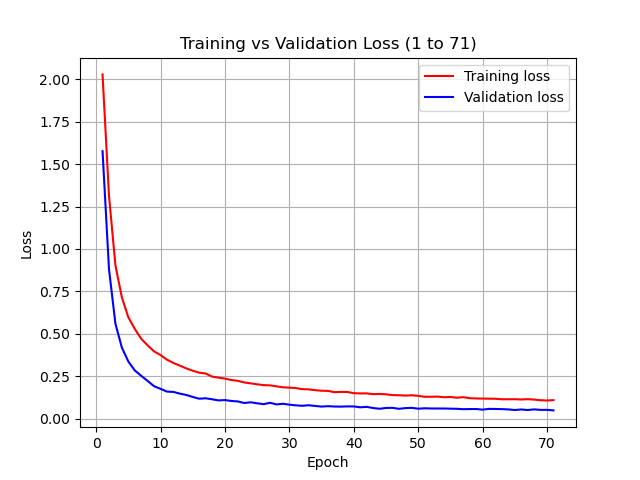 Training vs Validation Loss (1 to 71)
Training loss
Validation loss
Loss
2.00
1.75
1.50
1.25
1.00
0.75
0.50
0.25
0.00
0 10 20 30 40 50 60 70
Epoch